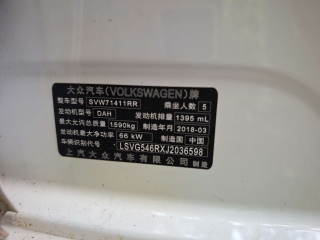 大众汽车(VOLKSWAGEN)牌
整车型号 SVW71411RR 乘坐人数 5
发动机型号 DAH 发动机排量 1395 mL
最大允许总质量 1590kg 制造年月 2018-03
发动机最大净功率 66 kW 制造国 中国
车辆识别代号 LSVG546RXJ2036598
上汽大众汽车有限公司 制造